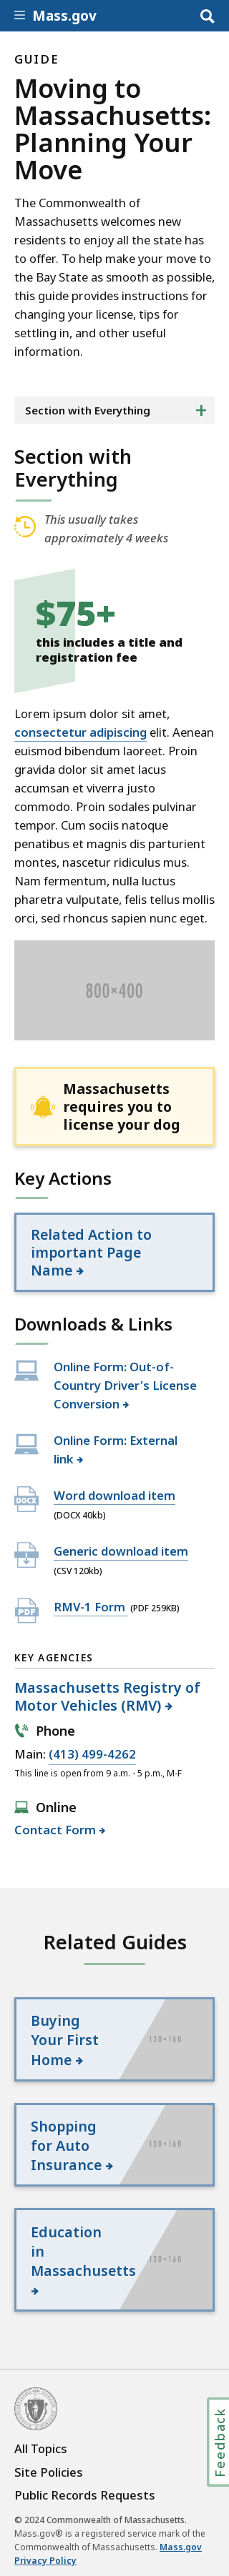 Mass.gov
GUIDE
Moving to
Massachusetts:
Planning Your
Move
The Commonwealth of
Massachusetts welcomes new
residents to enjoy all the state has
to offer. To help make your move to
the Bay State as smooth as possible,
this guide provides instructions for
changing your license, tips for
settling in, and other useful
information.
Section with Everything
Section with
Everything
This usually takes
approximately 4 weeks
$75+
this includes a title and
registration fee
Lorem ipsum dolor sit amet,
consectetur adipiscing elit. Aenean
euismod bibendum laoreet. Proin
gravida dolor sit amet lacus
accumsan et viverra justo
commodo. Proin sodales pulvinar
tempor. Cum sociis natoque
penatibus et magnis dis parturient
montes, nascetur ridiculus mus.
Nam fermentum, nulla luctus
pharetra vulputate, felis tellus mollis
orci, sed rhoncus sapien nunc eget.
800×400
Massachusetts
requires you to
license your dog
Key Actions
Related Action to
important Page
Name
Downloads & Links
Online Form: Out-of-
Country Driver's License
Conversion
Online Form: External
link
DOCX
Word download item
(DOCX 40kb)
Generic download item
(CSV 120kb)
PDF
RMV-1 Form (PDF 259KB)
KEY AGENCIES
Massachusetts Registry of
Motor Vehicles (RMV)
Phone
Main: (413) 499-4262
This line is open from 9 a.m. - 5 p.m., M-F
Online
Contact Form
Related Guides
Buying
Your First
Home
130×160
Shopping
for Auto
Insurance
130×160
Education
in
Massachusetts
130×160
Feedback
All Topics
Site Policies
Public Records Requests
© 2024 Commonwealth of Massachusetts.
Mass.gov® is a registered service mark of the
Commonwealth of Massachusetts. Mass.gov
Privacy Policy